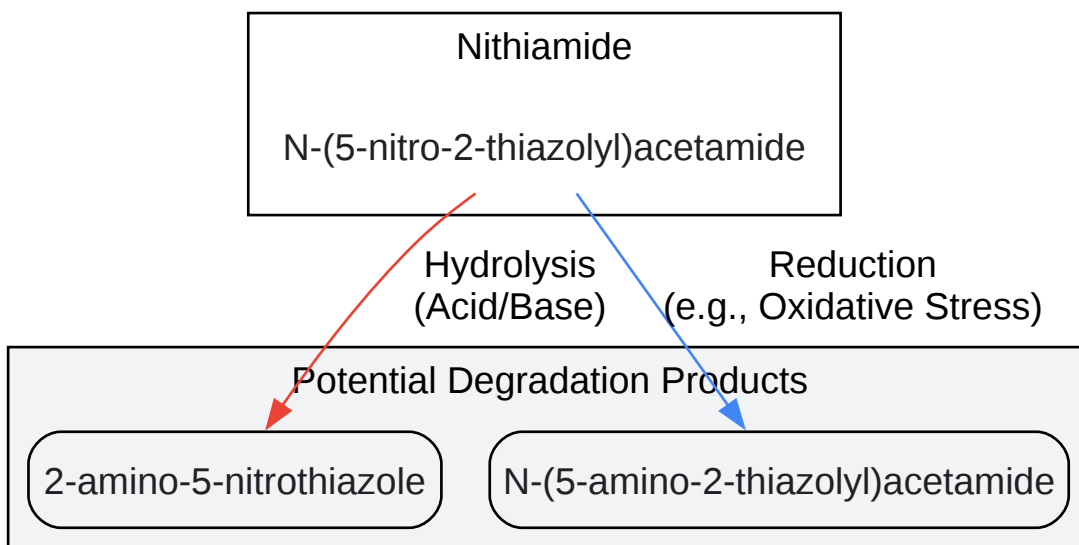 Nithiamide
N-(5-nitro-2-thiazolyl)acetamide
Hydrolysis
(Acid/Base)
Reduction
(e.g., Oxidative Stress)
Potential Degradation Products
2-amino-5-nitrothiazole
N-(5-amino-2-thiazolyl)acetamide